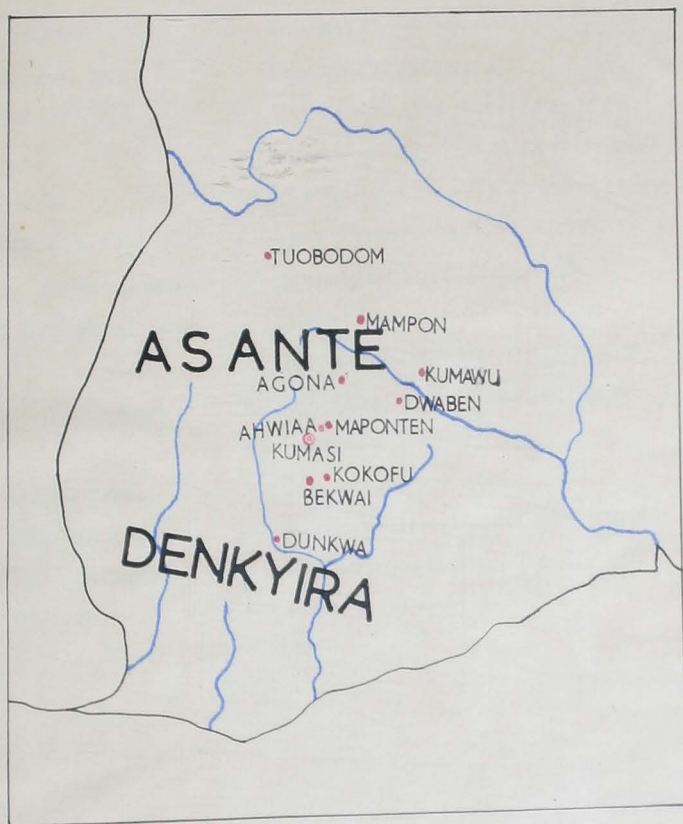 TUOBODOM
MAMPON
ASANTE
AGONA
KUMAWU
DWABEN
AHWIAA
MAPONTEN
KUMASI
KOKOFU
BEKWAI
DUNKWA
DENKYIRA